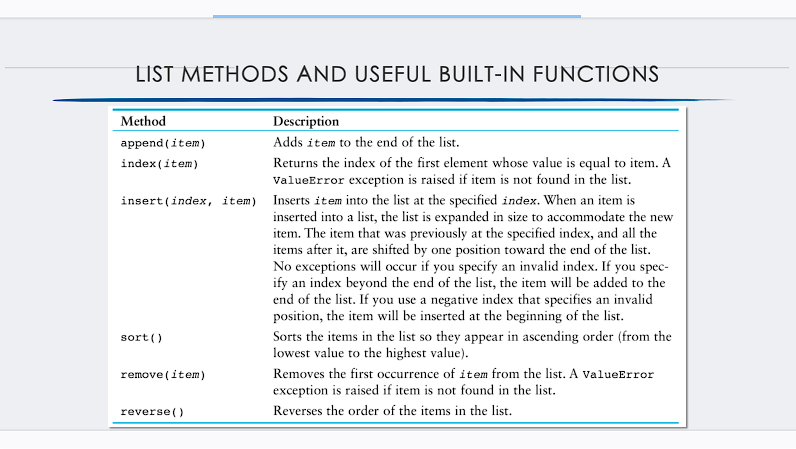 LIST METHODS AND USEFUL BUILT-IN FUNCTIONS
Method Description
append(item) Adds item to the end of the list.
index(item) Returns the index of the first element whose value is equal to item. A
ValueError exception is raised if item is not found in the list.
insert(index, item) Inserts item into the list at the specified index. When an item is
inserted into a list, the list is expanded in size to accommodate the new
item. The item that was previously at the specified index, and all the
items after it, are shifted by one position toward the end of the list.
No exceptions will occur if you specify an invalid index. If you spec-
ify an index beyond the end of the list, the item will be added to the
end of the list. If you use a negative index that specifies an invalid
position, the item will be inserted at the beginning of the list.
sort() Sorts the items in the list so they appear in ascending order (from the
lowest value to the highest value).
remove(item) Removes the first occurrence of item from the list. A ValueError
exception is raised if item is not found in the list.
reverse() Reverses the order of the items in the list.